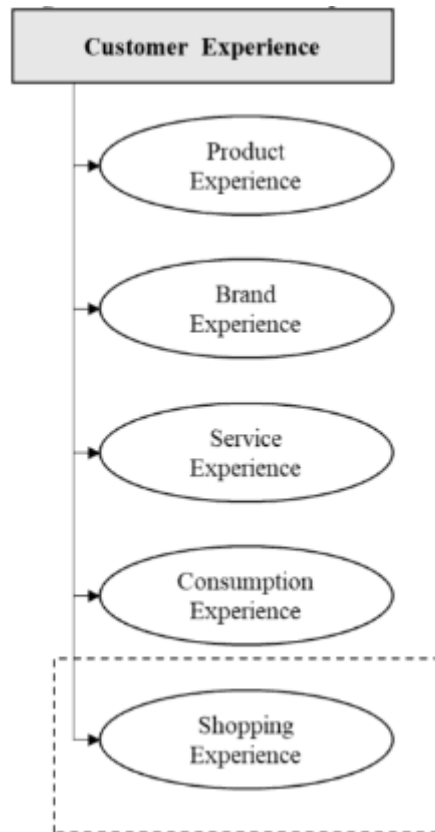 Customer Experience
Product
Experience
Brand
Experience
Service
Experience
Consumption
Experience
Shopping
Experience